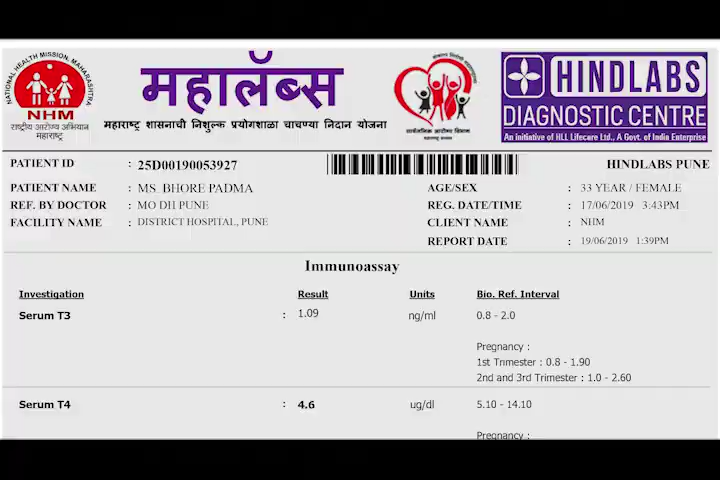 NATIONAL HEALTH MISSION, MAHARASHTRA
NHM
राष्ट्रीय आरोग्य अभियान
महाराष्ट्र
महालॅब्स
महाराष्ट्र शासनाची निशुल्क प्रयोगशाळा चाचण्या निदान योजना
सार्वजनिक आरोग्य विभाग
HINDLABS
DIAGNOSTIC CENTRE
An initiative of HLL Lifecare Ltd., A Govt. of India Enterprise
PATIENT ID : 25D00190053927 HINDLABS PUNE
PATIENT NAME : MS. BHORE PADMA AGE/SEX : 33 YEAR / FEMALE
REF. BY DOCTOR : MO DH PUNE REG. DATE/TIME : 17/06/2019 3:43PM
FACILITY NAME : DISTRICT HOSPITAL, PUNE CLIENT NAME : NHM
REPORT DATE : 19/06/2019 1:39PM
Immunoassay
Investigation Result Units Bio. Ref. Interval
Serum T3 : 1.09 ng/ml 0.8 - 2.0
Pregnancy :
1st Trimester : 0.8 - 1.90
2nd and 3rd Trimester : 1.0 - 2.60
Serum T4 : 4.6 ug/dl 5.10 - 14.10
Pregnancy :